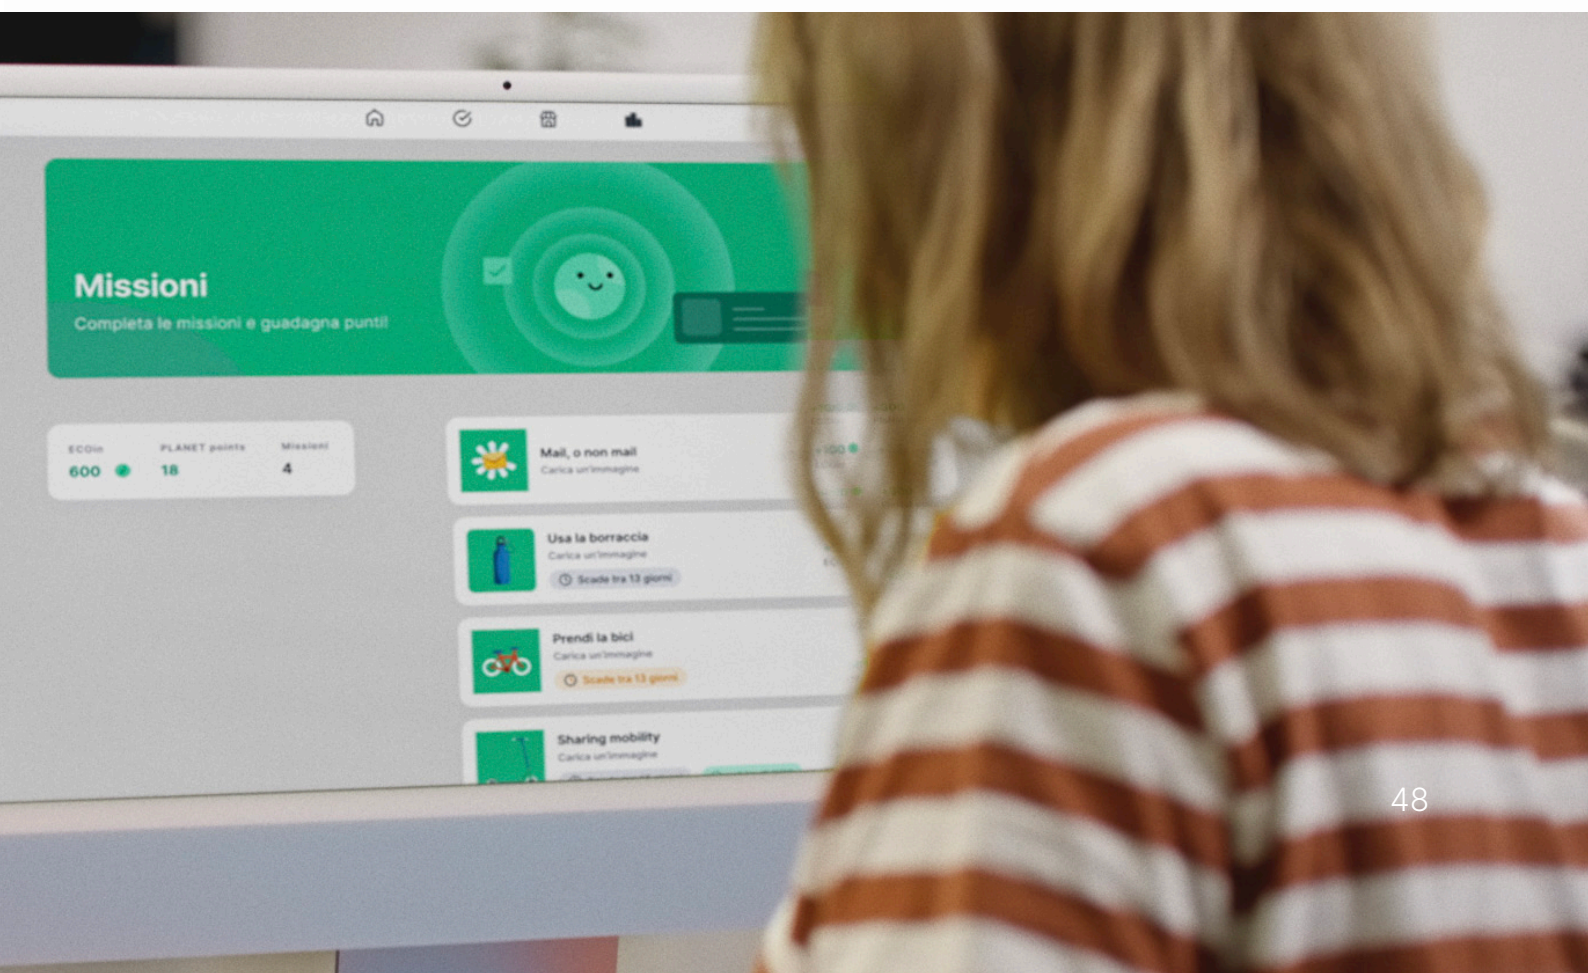 Missioni
Completa le missioni e guadagna punti!
ECOin
PLANET points
Missioni
600
18
4
Mail, o non mail
Carica un'immagine
+100
Usa la borraccia
Carica un'immagine
Scade tra 13 giorni
Prendi la bici
Carica un'immagine
Scade tra 13 giorni
Sharing mobility
Carica un'immagine
48